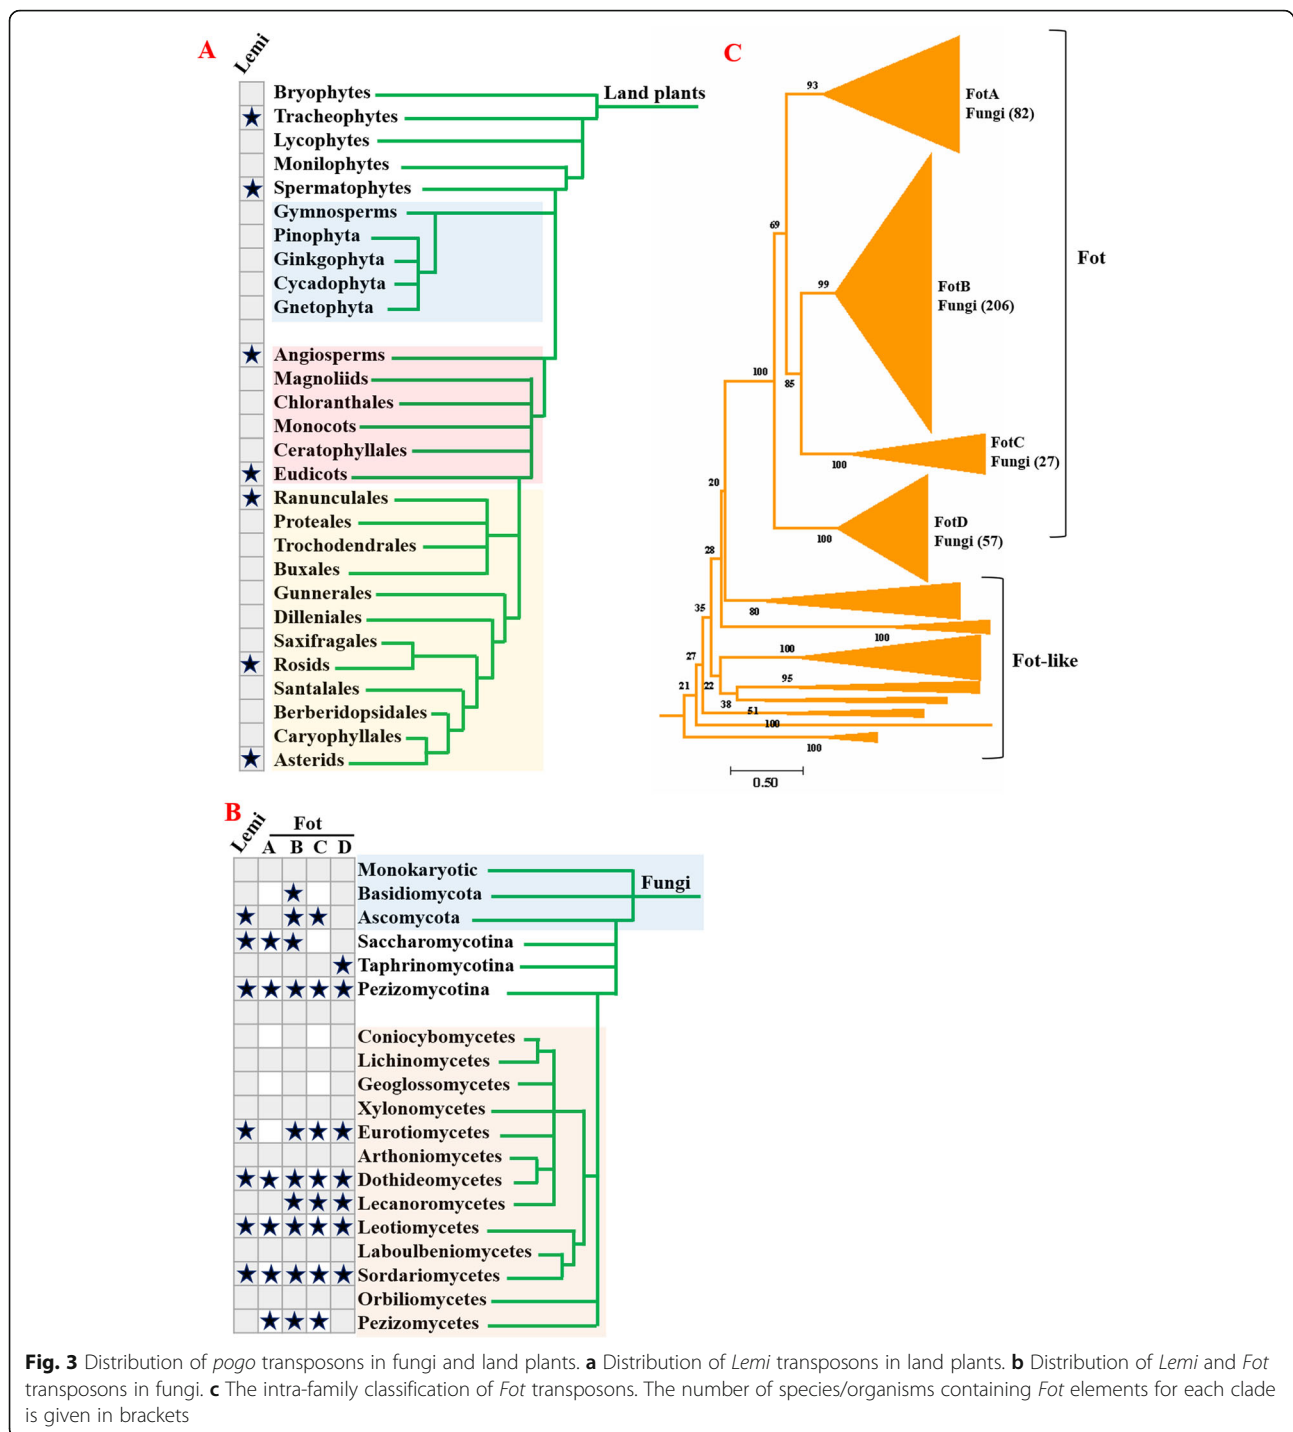 A
Lemi
Bryophytes
Land plants
Tracheophytes
Lycophytes
Monilophytes
Spermatophytes
Gymnosperms
Pinophyta
Ginkgophyta
Cycadophyta
Gnetophyta
Angiosperms
Magnoliids
Chloranthales
Monocots
Ceratophyllales
Eudicots
Ranunculales
Proteales
Trochodendrales
Buxales
Gunnerales
Dilleniales
Saxifragales
Rosids
Santalales
Berberidopsidales
Caryophyllales
Asterids
C
93
FotA
Fungi (82)
69
Fot
99
FotB
Fungi (206)
100
85
FotC
Fungi (27)
100
20
FotD
Fungi (57)
100
28
80
35
100
100
27
Fot-like
95
21
22
38
51
100
100
0.50
B
Lemi
Fot
A B C D
Monokaryotic
Fungi
Basidiomycota
Ascomycota
Saccharomycotina
Taphrinomycotina
Pezizomycotina
Coniocybomycetes
Lichinomycetes
Geoglossomycetes
Xylonomycetes
Eurotiomycetes
Arthoniomycetes
Dothideomycetes
Lecanoromycetes
Leotiomycetes
Laboulbeniomycetes
Sordariomycetes
Orbiliomycetes
Pezizomycetes
Fig. 3 Distribution of pogo transposons in fungi and land plants. a Distribution of Lemi transposons in land plants. b Distribution of Lemi and Fot
transposons in fungi. c The intra-family classification of Fot transposons. The number of species/organisms containing Fot elements for each clade
is given in brackets